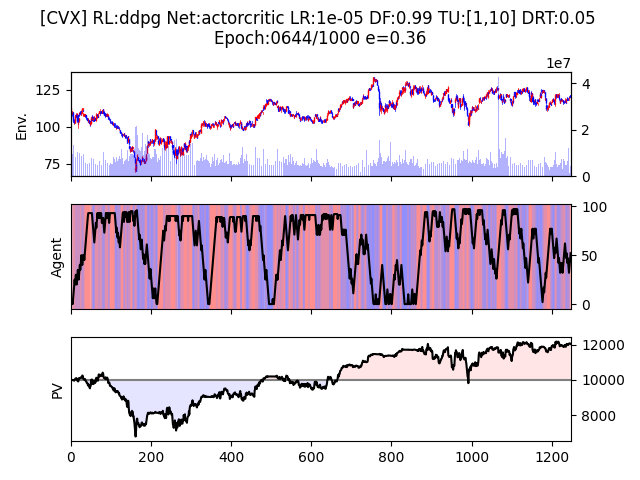 [CVX] RL:ddpg Net:actorcritic LR:1e-05 DF:0.99 TU:[1,10] DRT:0.05
Epoch:0644/1000 e=0.36
1e7
125
100
75
Env.
4
2
0
Agent
100
50
0
PV
12000
10000
8000
0 200 400 600 800 1000 1200